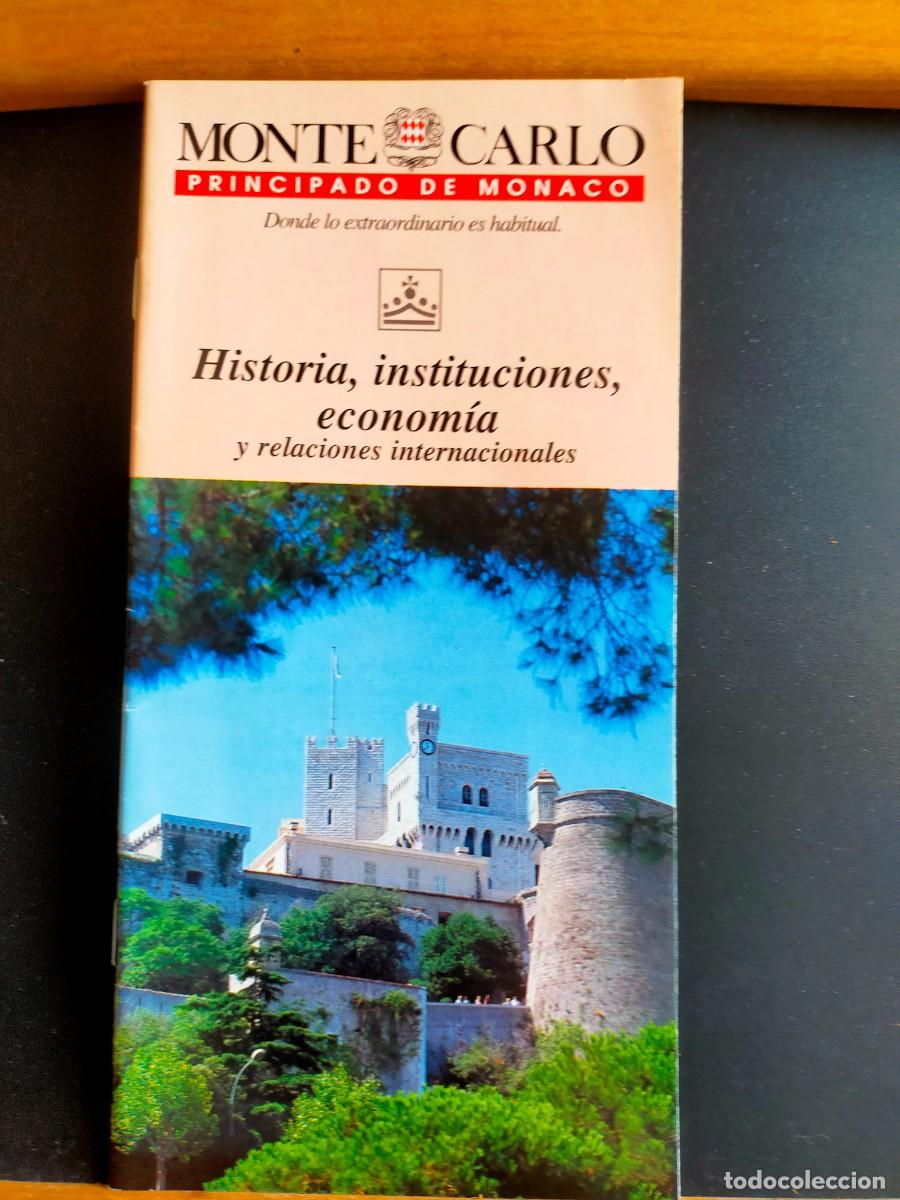 MONTE CARLO
PRINCIPADO DE MONACO
Donde lo extraordinario es habitual.
Historia, instituciones,
economía
y relaciones internacionales
todocoleccion